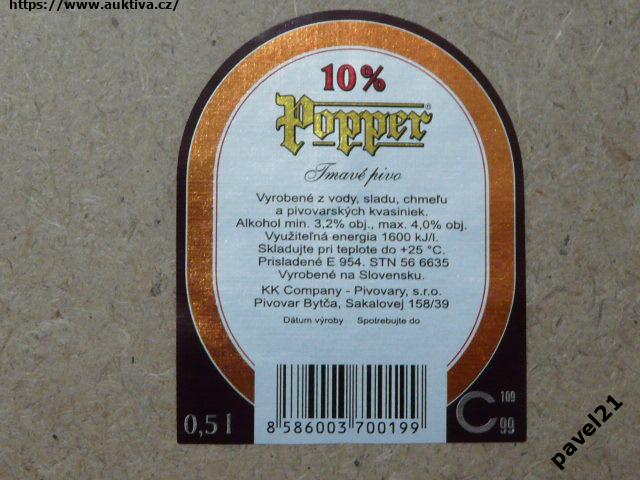 https://www.auktiva.cz/
10%
Popper®
Tmavé pivo
Vyrobené z vody, sladu, chmeľu
a pivovarských kvasiniek.
Alkohol min. 3,2% obj., max. 4,0% obj.
Využiteľná energia 1600 kJ/l.
Skladujte pri teplote do +25 °C.
Prisladené E 954. STN 56 6635
Vyrobené na Slovensku.
KK Company - Pivovary, s.r.o.
Pivovar Bytča, Sakalovej 158/39
Dátum výroby Spotrebujte do
0,5 l
8 586003 700199
C 109
99
pavel21